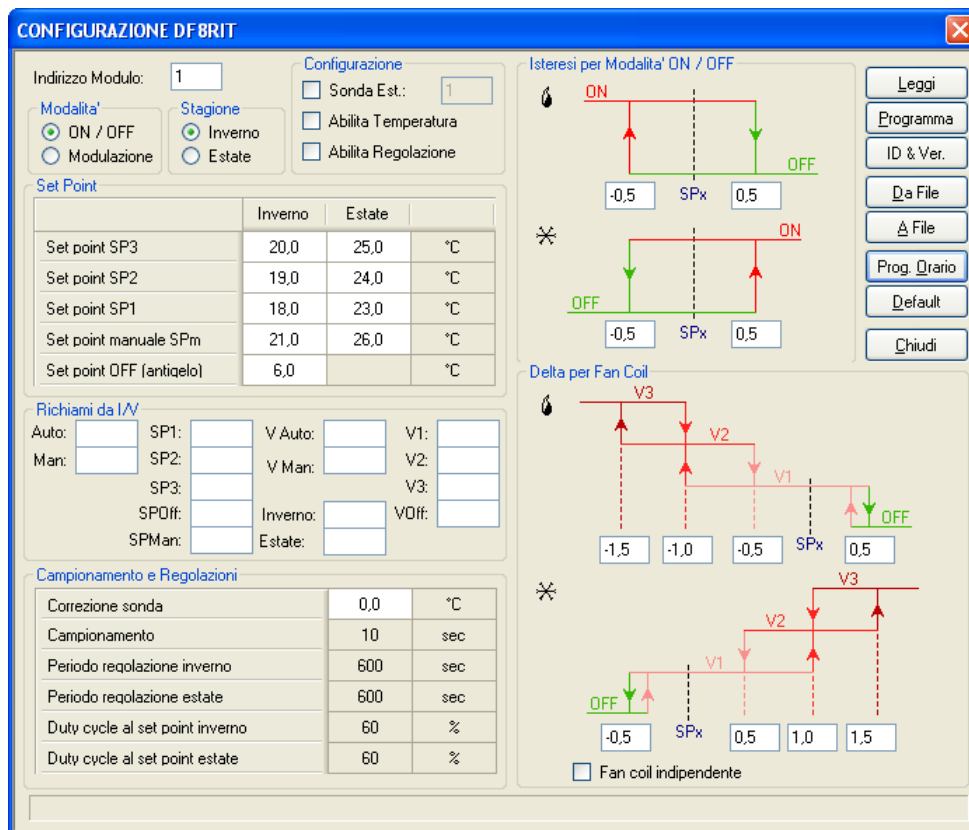 CONFIGURAZIONE DF8RIT
Indirizzo Modulo: 1
Modalita'
ON / OFF
Modulazione
Stagione
Inverno
Estate
Configurazione
Sonda Est.: 1
Abilita Temperatura
Abilita Regolazione
Set Point
Inverno Estate
Set point SP3 20,0 25,0 °C
Set point SP2 19,0 24,0 °C
Set point SP1 18,0 23,0 °C
Set point manuale SPm 21,0 26,0 °C
Set point OFF (antigelo) 6,0 °C
Richiami da I/V
Auto: SP1: V Auto: V1:
Man: SP2: V Man: V2:
SP3: V3:
SPOff: Inverno: VOff:
SPMan: Estate:
Campionamento e Regolazioni
Correzione sonda 0,0 °C
Campionamento 10 sec
Periodo regolazione inverno 600 sec
Periodo regolazione estate 600 sec
Duty cycle al set point inverno 60 %
Duty cycle al set point estate 60 %
Isteresi per Modalita' ON / OFF
ON
OFF
-0,5 SPx 0,5
ON
OFF
-0,5 SPx 0,5
Delta per Fan Coil
V3
V2
V1
OFF
-1,5 -1,0 -0,5 SPx 0,5
V3
V2
V1
OFF
-0,5 SPx 0,5 1,0 1,5
Fan coil indipendente
Leggi
Programma
ID & Ver.
Da File
A File
Prog. Orario
Default
Chiudi